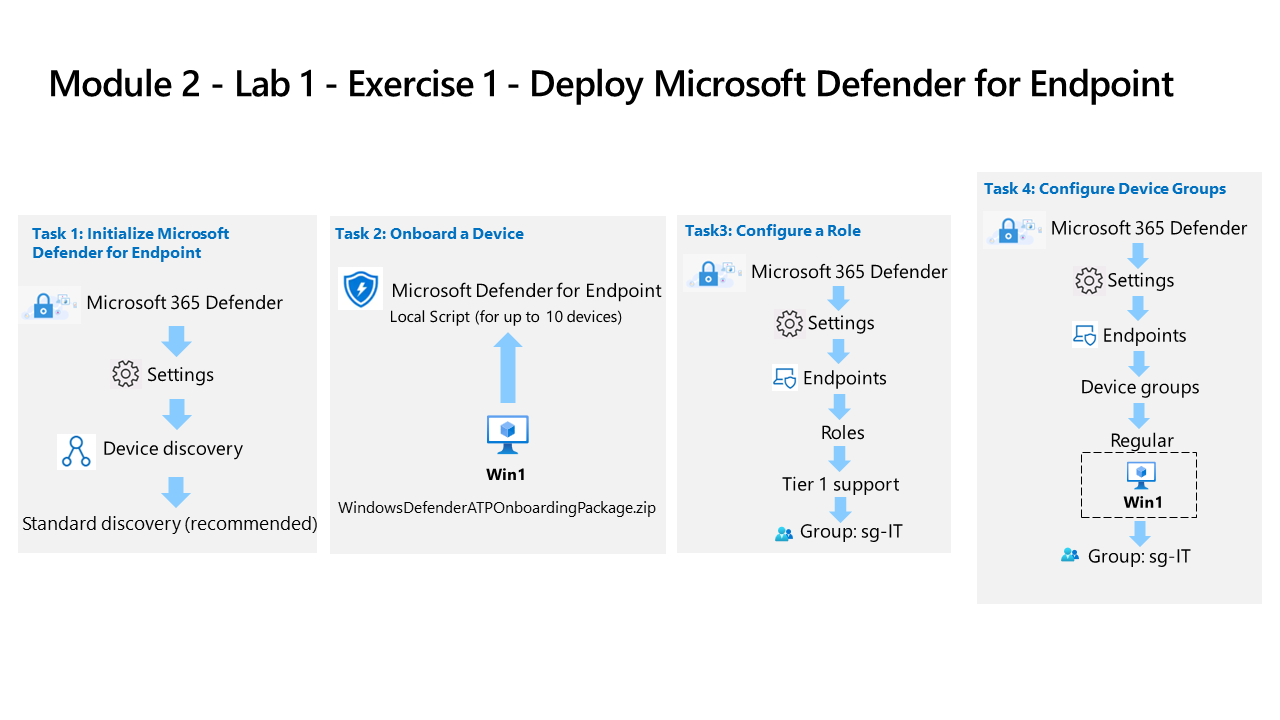 Module 2 - Lab 1 - Exercise 1 - Deploy Microsoft Defender for Endpoint
Task 1: Initialize Microsoft
Defender for Endpoint
Microsoft 365 Defender
Settings
Device discovery
Standard discovery (recommended)
Task 2: Onboard a Device
Microsoft Defender for Endpoint
Local Script (for up to 10 devices)
Win1
WindowsDefenderATPOnboardingPackage.zip
Task3: Configure a Role
Microsoft 365 Defender
Settings
Endpoints
Roles
Tier 1 support
Group: sg-IT
Task 4: Configure Device Groups
Microsoft 365 Defender
Settings
Endpoints
Device groups
Regular
Win1
Group: sg-IT